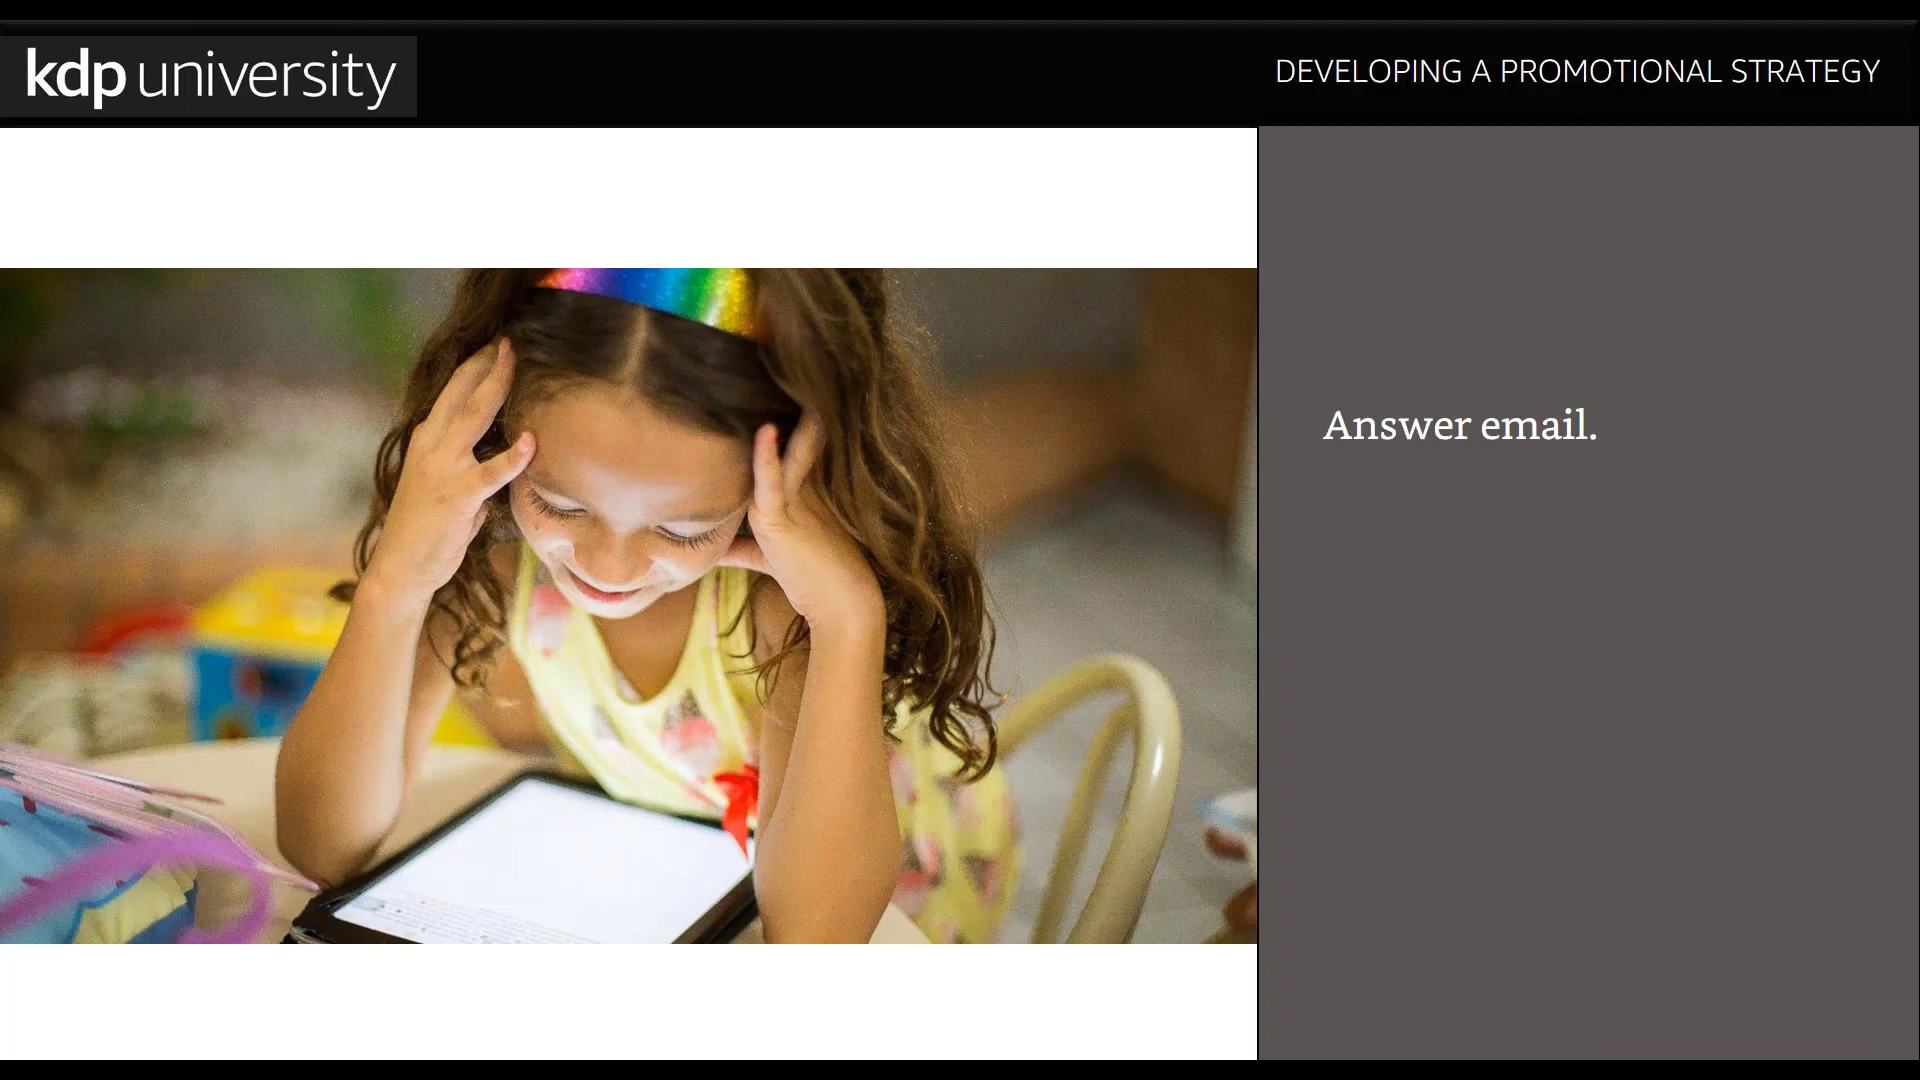 kdp university
DEVELOPING A PROMOTIONAL STRATEGY
Answer email.